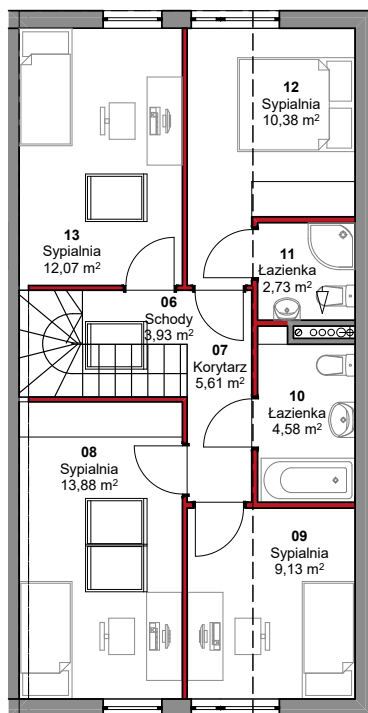 12
Sypialnia
10,38 m²
13
Sypialnia
12,07 m²
11
Łazienka
2,73 m²
06
Schody
3,93 m²
07
Korytarz
5,61 m²
10
Łazienka
4,58 m²
08
Sypialnia
13,88 m²
09
Sypialnia
9,13 m²